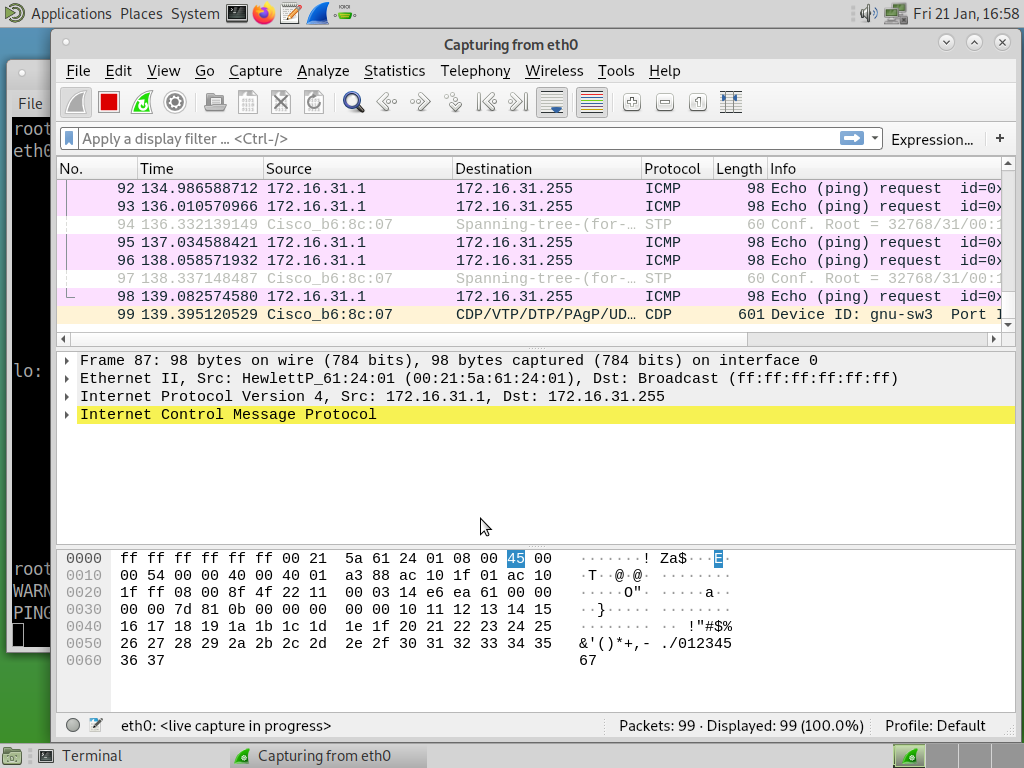 Applications Places System Fri 21 Jan, 16:58
Capturing from eth0
File Edit View Go Capture Analyze Statistics Telephony Wireless Tools Help
File
root
eth0
Apply a display filter … <Ctrl-/> Expression… +
No. Time Source Destination Protocol Length Info
92 134.986588712 172.16.31.1 172.16.31.255 ICMP 98 Echo (ping) request id=0x
93 136.010570966 172.16.31.1 172.16.31.255 ICMP 98 Echo (ping) request id=0x
94 136.332139149 Cisco_b6:8c:07 Spanning-tree-(for-… STP 60 Conf. Root = 32768/31/00:1
95 137.034588421 172.16.31.1 172.16.31.255 ICMP 98 Echo (ping) request id=0x
96 138.058571932 172.16.31.1 172.16.31.255 ICMP 98 Echo (ping) request id=0x
97 138.337148487 Cisco_b6:8c:07 Spanning-tree-(for-… STP 60 Conf. Root = 32768/31/00:1
98 139.082574580 172.16.31.1 172.16.31.255 ICMP 98 Echo (ping) request id=0x
99 139.395120529 Cisco_b6:8c:07 CDP/VTP/DTP/PAgP/UD… CDP 601 Device ID: gnu-sw3 Port I
Frame 87: 98 bytes on wire (784 bits), 98 bytes captured (784 bits) on interface 0
lo:
Ethernet II, Src: HewlettP_61:24:01 (00:21:5a:61:24:01), Dst: Broadcast (ff:ff:ff:ff:ff:ff)
Internet Protocol Version 4, Src: 172.16.31.1, Dst: 172.16.31.255
Internet Control Message Protocol
0000 ff ff ff ff ff ff 00 21 5a 61 24 01 08 00 45 00 ·······! Za$···E·
0010 00 54 00 00 40 00 40 01 a3 88 ac 10 1f 01 ac 10 ·T··@·@· ········
0020 1f ff 08 00 8f 4f 22 11 00 03 14 e6 ea 61 00 00 ·····O"· ·····a··
0030 00 00 7d 81 0b 00 00 00 00 00 10 11 12 13 14 15 ··}····· ········
0040 16 17 18 19 1a 1b 1c 1d 1e 1f 20 21 22 23 24 25 ········ ·· !"#$%
0050 26 27 28 29 2a 2b 2c 2d 2e 2f 30 31 32 33 34 35 &'()*+,- ./012345
0060 36 37 67
root
WARN
PING
eth0: <live capture in progress> Packets: 99 · Displayed: 99 (100.0%) Profile: Default
Terminal Capturing from eth0